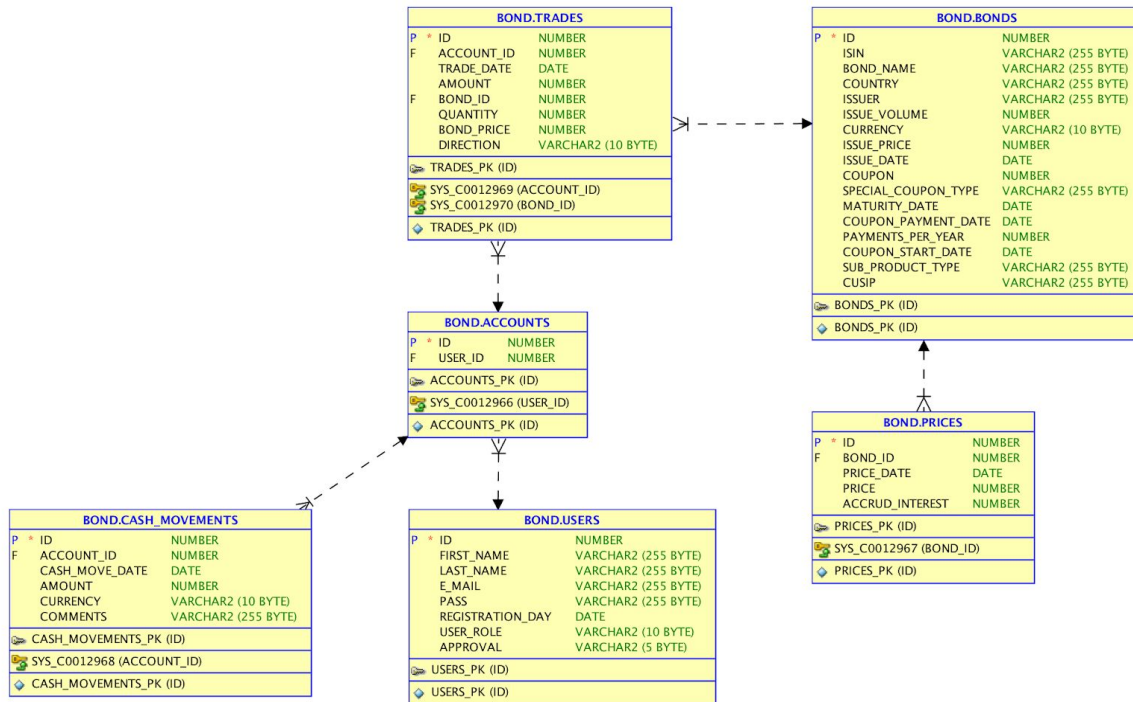 BOND.TRADES
P * ID NUMBER
F ACCOUNT_ID NUMBER
TRADE_DATE DATE
AMOUNT NUMBER
F BOND_ID NUMBER
QUANTITY NUMBER
BOND_PRICE NUMBER
DIRECTION VARCHAR2 (10 BYTE)
TRADES_PK (ID)
SYS_C0012969 (ACCOUNT_ID)
SYS_C0012970 (BOND_ID)
TRADES_PK (ID)
BOND.BONDS
P * ID NUMBER
ISIN VARCHAR2 (255 BYTE)
BOND_NAME VARCHAR2 (255 BYTE)
COUNTRY VARCHAR2 (255 BYTE)
ISSUER VARCHAR2 (255 BYTE)
ISSUE_VOLUME NUMBER
CURRENCY VARCHAR2 (10 BYTE)
ISSUE_PRICE NUMBER
ISSUE_DATE DATE
COUPON NUMBER
SPECIAL_COUPON_TYPE VARCHAR2 (255 BYTE)
MATURITY_DATE DATE
COUPON_PAYMENT_DATE DATE
PAYMENTS_PER_YEAR NUMBER
COUPON_START_DATE DATE
SUB_PRODUCT_TYPE VARCHAR2 (255 BYTE)
CUSIP VARCHAR2 (255 BYTE)
BONDS_PK (ID)
BONDS_PK (ID)
BOND.ACCOUNTS
P * ID NUMBER
F USER_ID NUMBER
ACCOUNTS_PK (ID)
SYS_C0012966 (USER_ID)
ACCOUNTS_PK (ID)
BOND.PRICES
P * ID NUMBER
F BOND_ID NUMBER
PRICE_DATE DATE
PRICE NUMBER
ACCRUD_INTEREST NUMBER
PRICES_PK (ID)
SYS_C0012967 (BOND_ID)
PRICES_PK (ID)
BOND.CASH_MOVEMENTS
P * ID NUMBER
F ACCOUNT_ID NUMBER
CASH_MOVE_DATE DATE
AMOUNT NUMBER
CURRENCY VARCHAR2 (10 BYTE)
COMMENTS VARCHAR2 (255 BYTE)
CASH_MOVEMENTS_PK (ID)
SYS_C0012968 (ACCOUNT_ID)
CASH_MOVEMENTS_PK (ID)
BOND.USERS
P * ID NUMBER
FIRST_NAME VARCHAR2 (255 BYTE)
LAST_NAME VARCHAR2 (255 BYTE)
E_MAIL VARCHAR2 (255 BYTE)
PASS VARCHAR2 (255 BYTE)
REGISTRATION_DAY DATE
USER_ROLE VARCHAR2 (10 BYTE)
APPROVAL VARCHAR2 (5 BYTE)
USERS_PK (ID)
USERS_PK (ID)